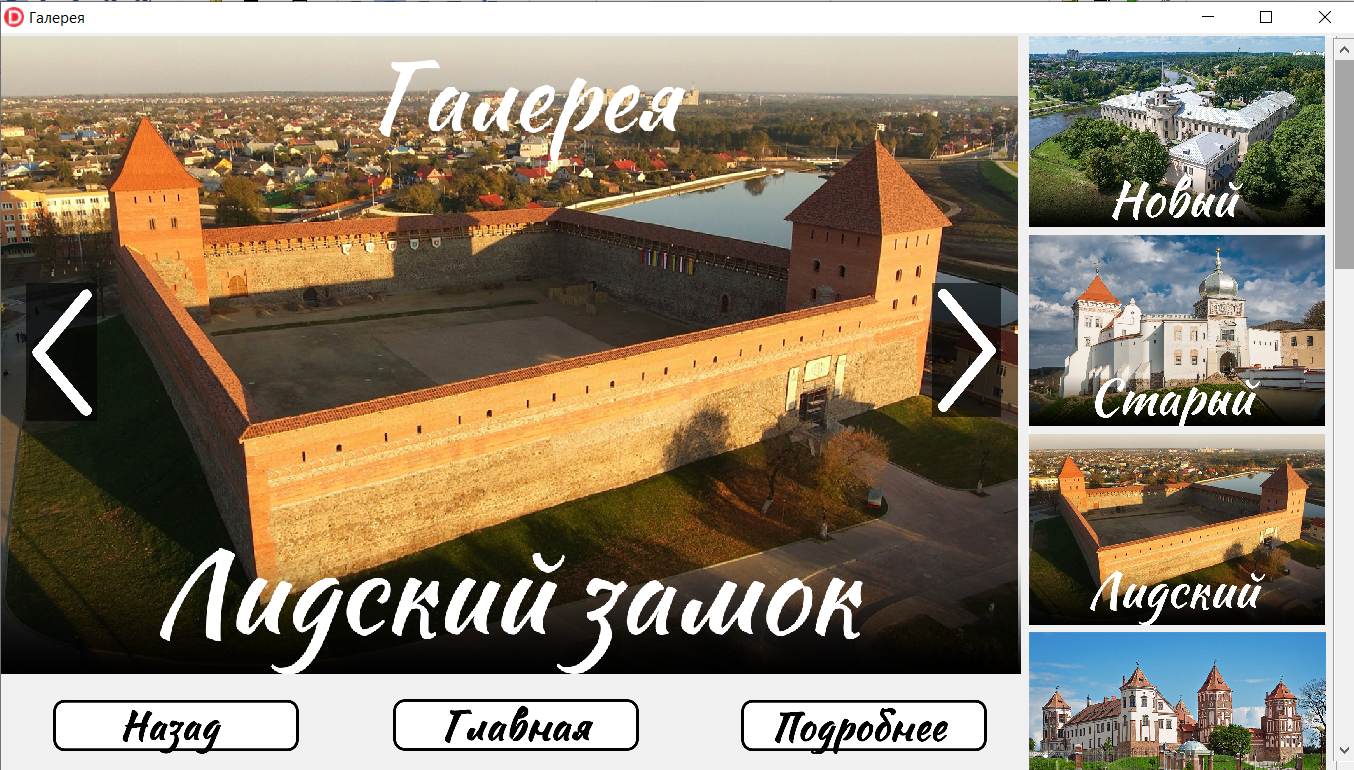 Галерея
Галерея
Лидский замок
Новый
Старый
Лидский
Назад
Главная
Подробнее